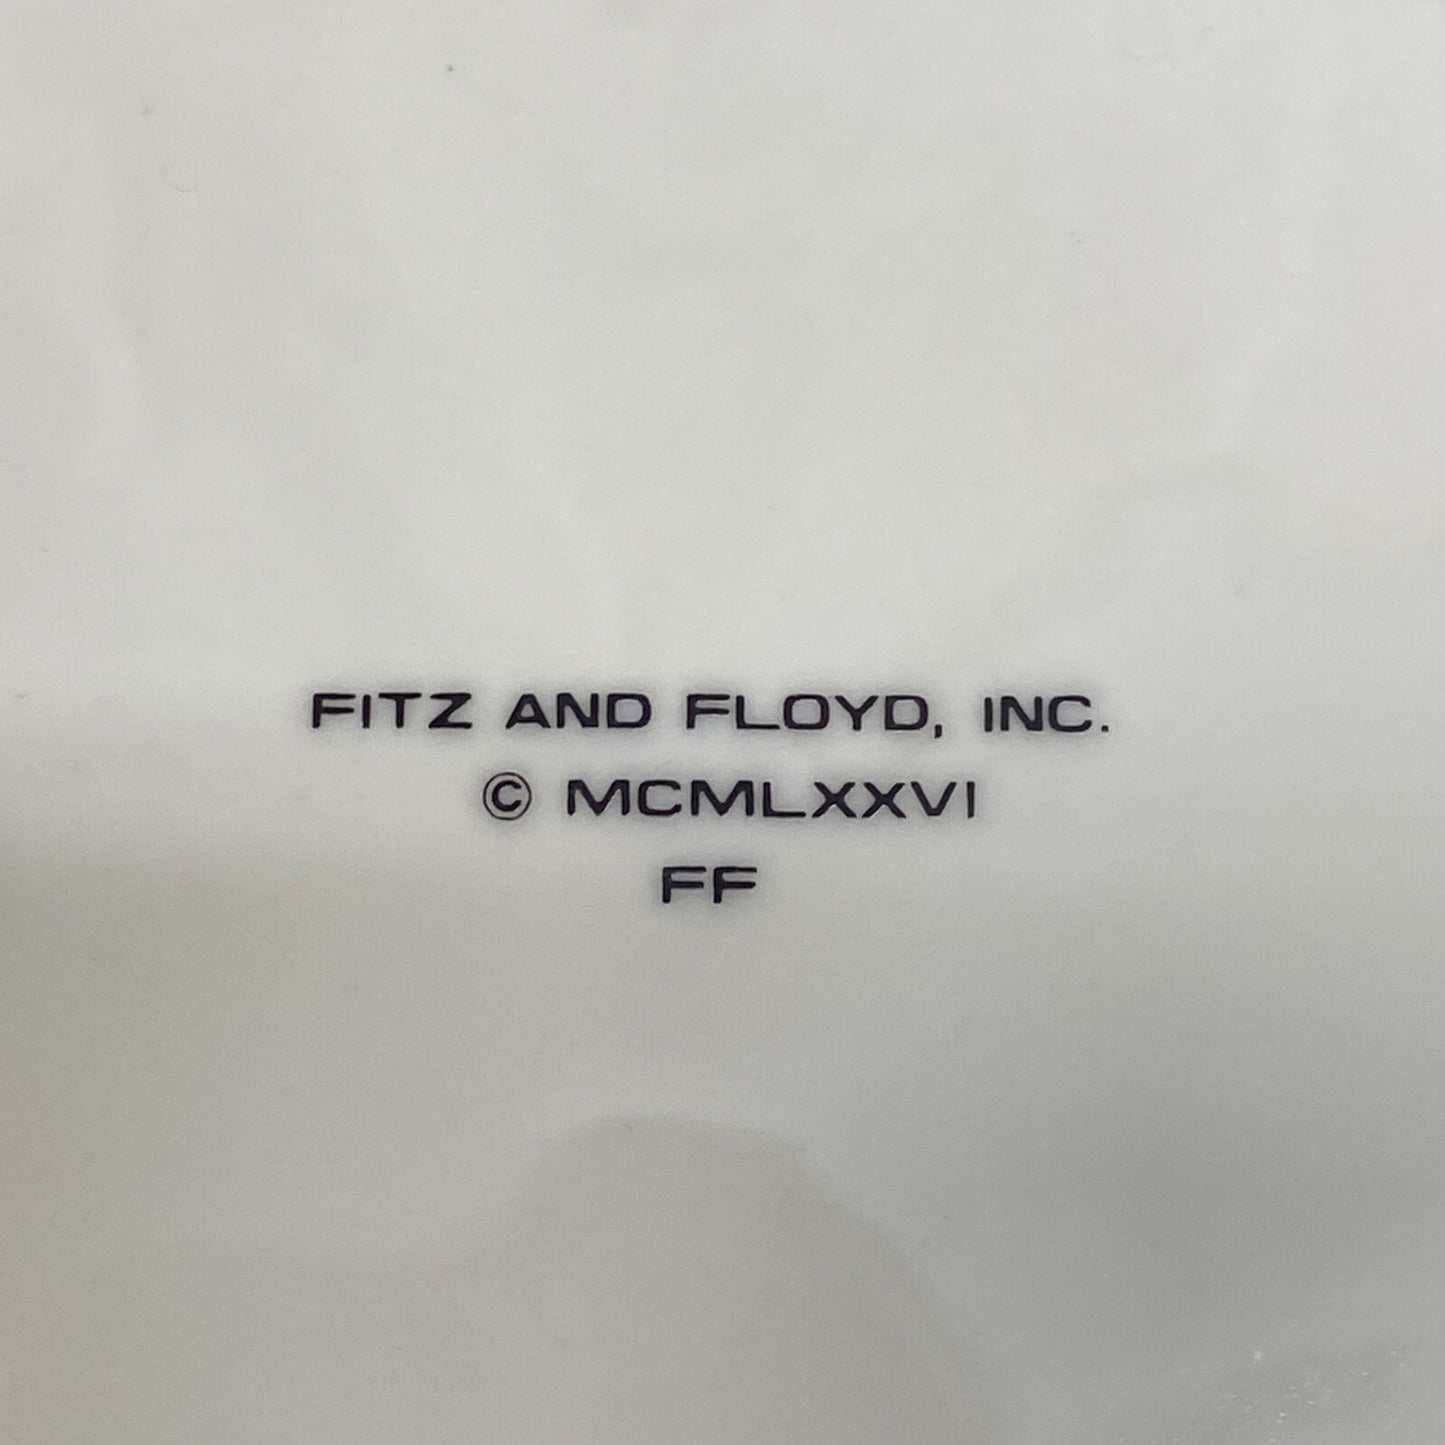 FITZ AND FLOYD, INC.
© MCMLXXVI
FF